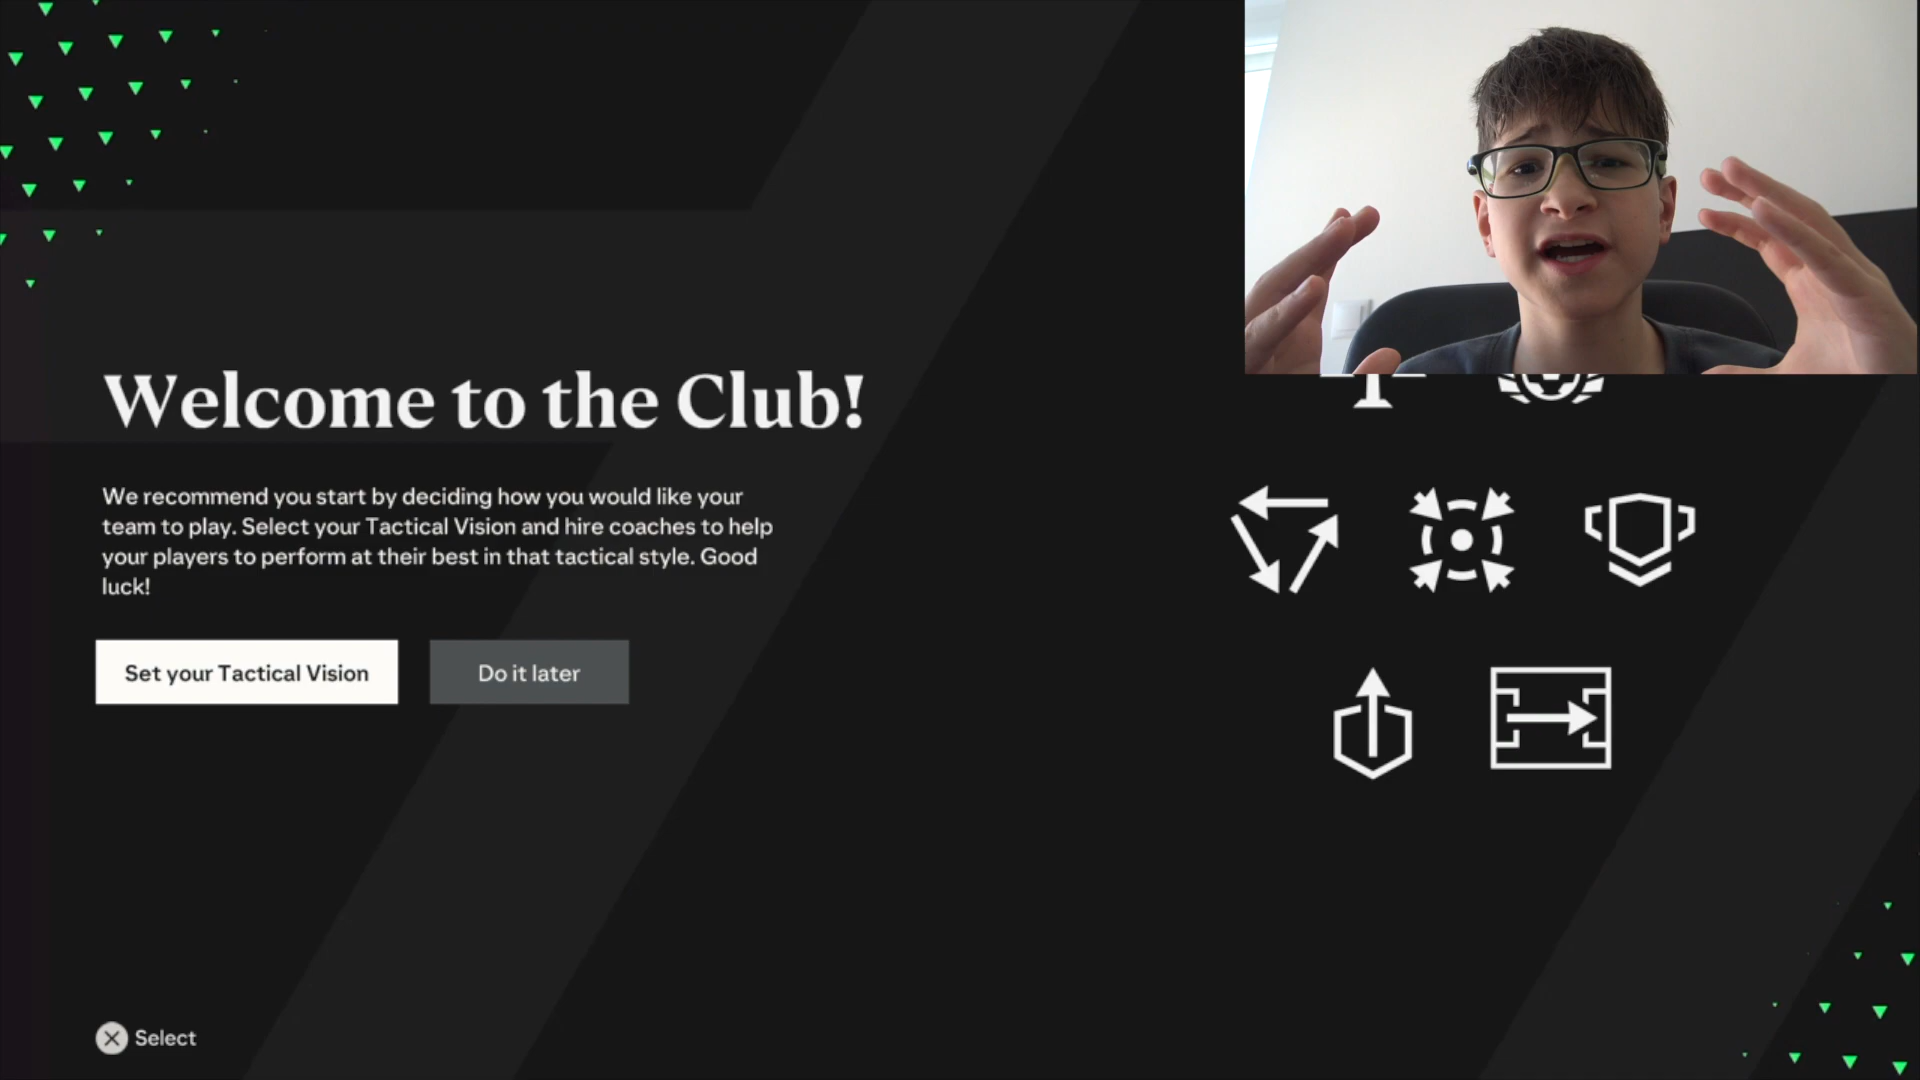 Welcome to the Club!
We recommend you start by deciding how you would like your
team to play. Select your Tactical Vision and hire coaches to help
your players to perform at their best in that tactical style. Good
luck!
Set your Tactical Vision
Do it later
Select